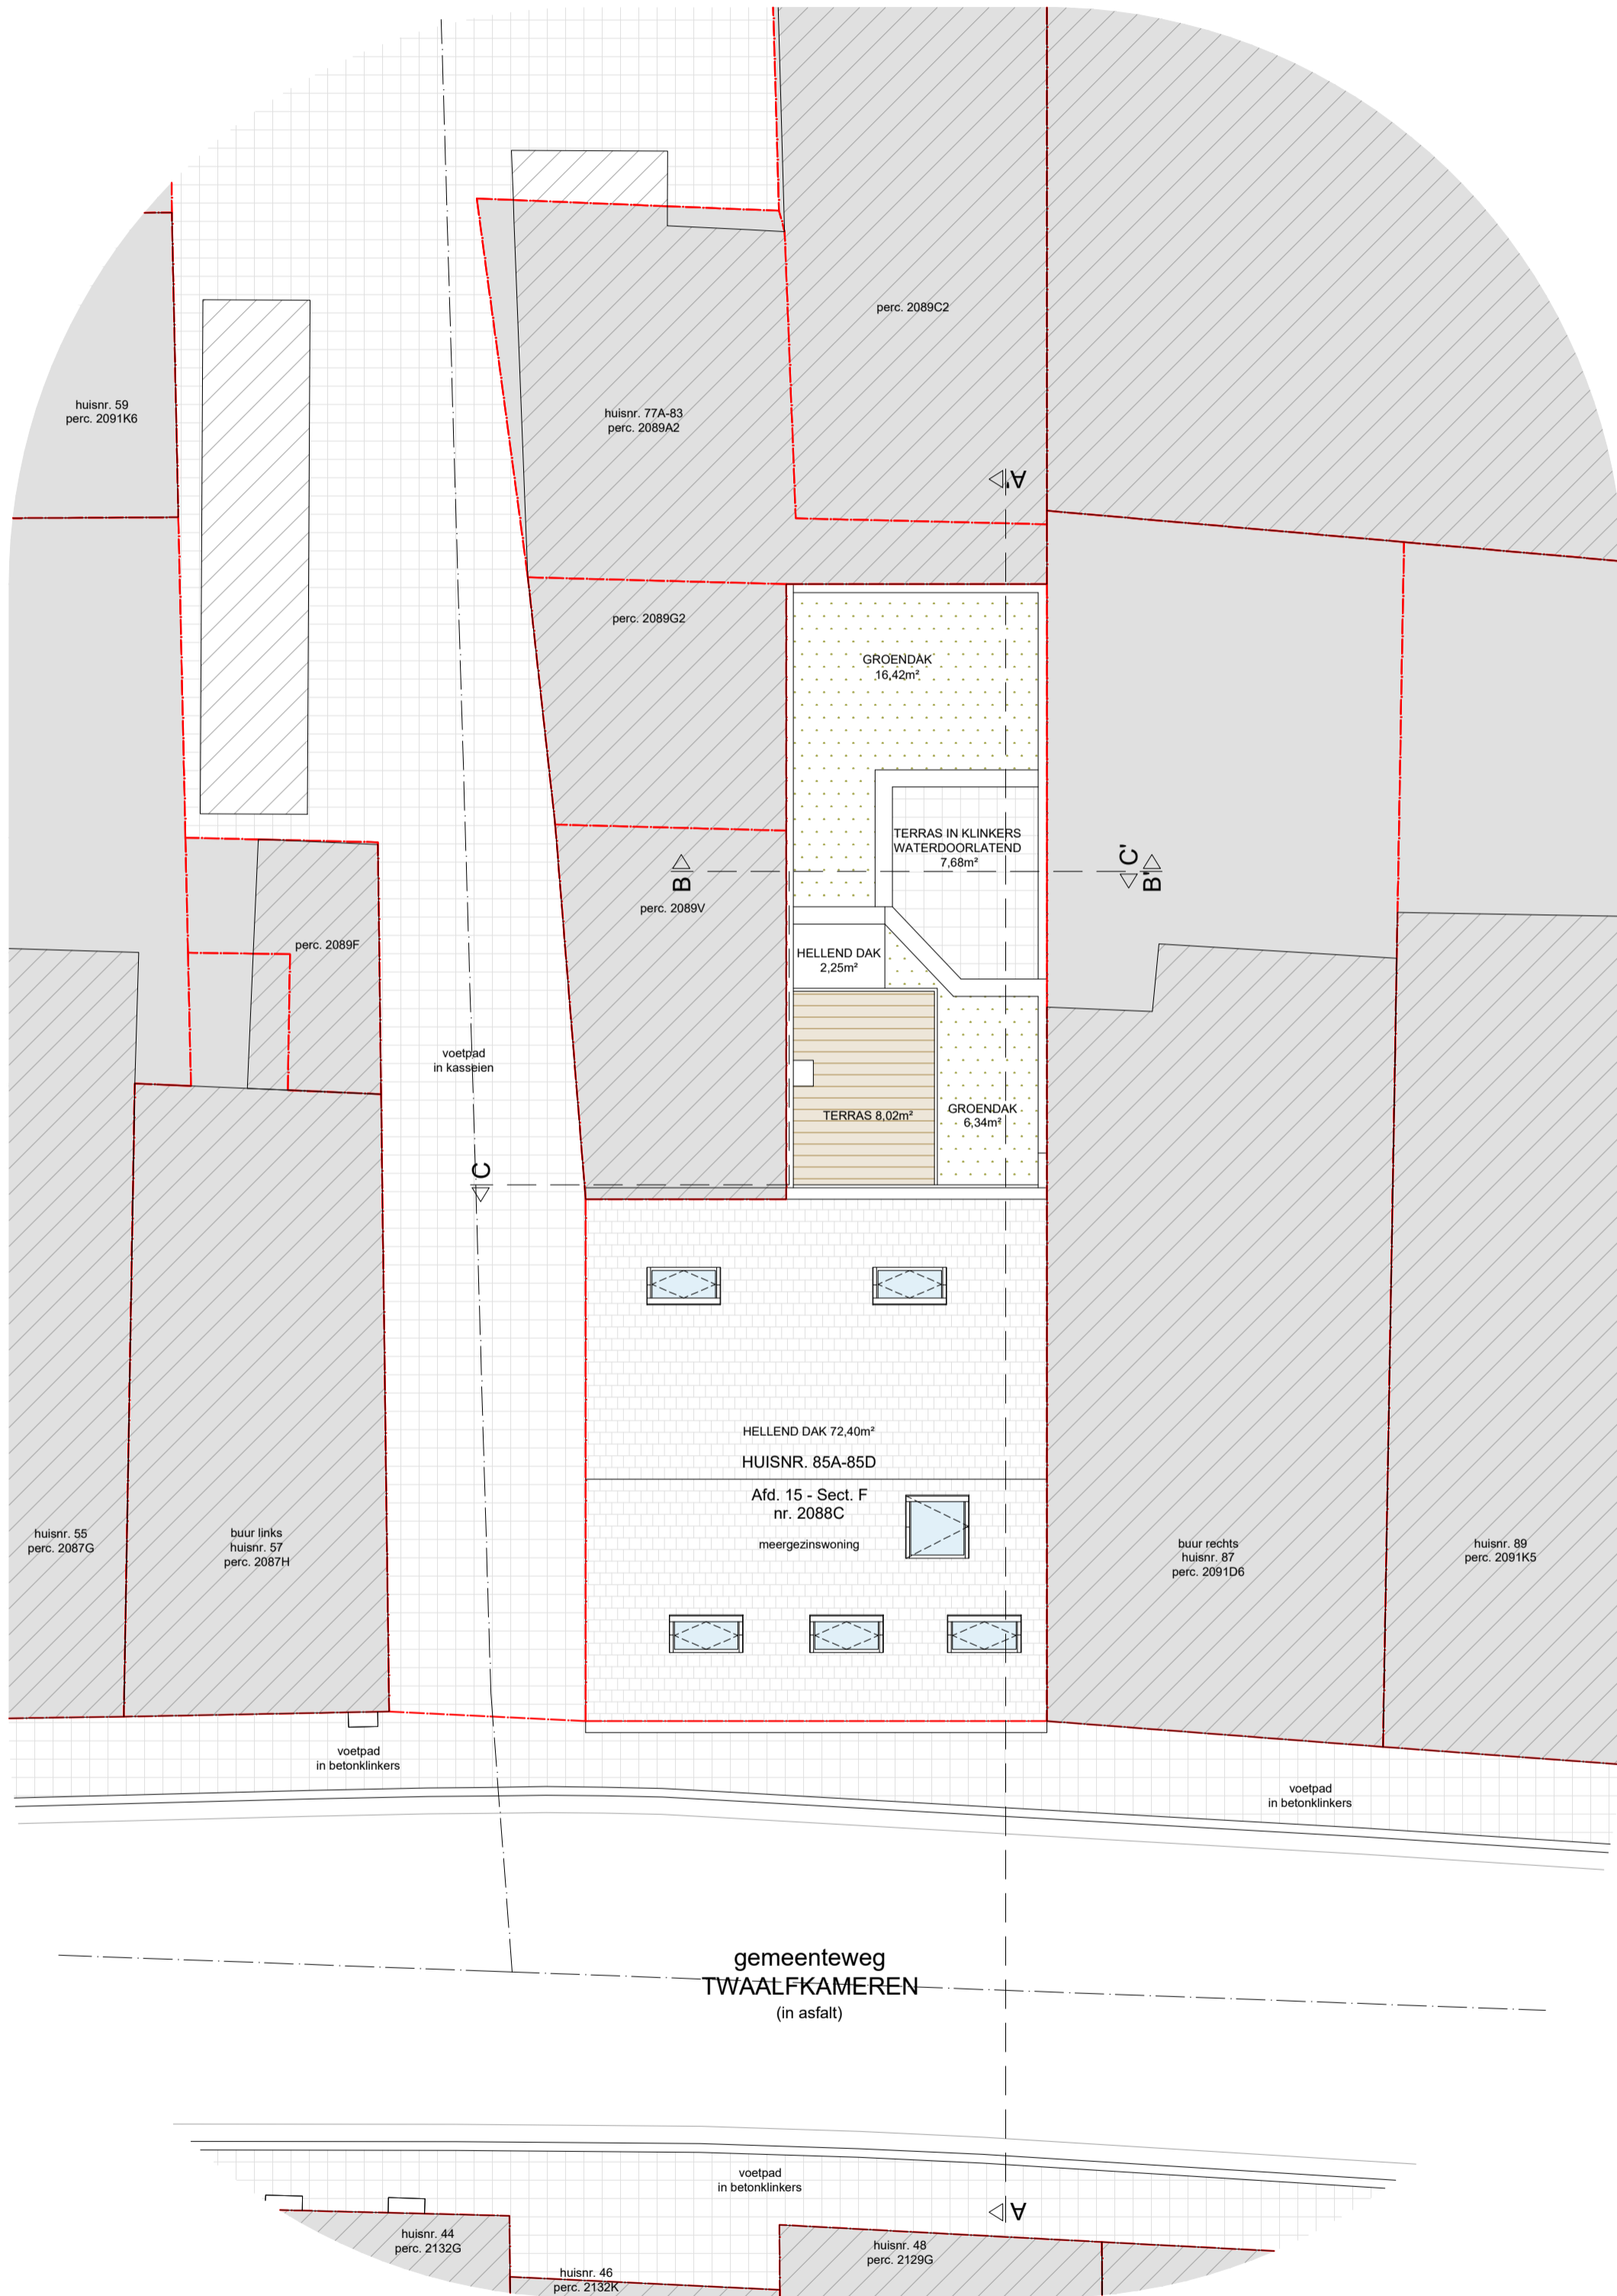 perc. 2089C2
huisnr. 59
perc. 2091K6
huisnr. 77A-83
perc. 2089A2
A'
perc. 2089G2
GROENDAK
16,42m²
TERRAS IN KLINKERS
WATERDOORLATEND
7,68m²
B
C'
B'
perc. 2089V
perc. 2089F
HELLEND DAK
2,25m²
voetpad
in kasseien
TERRAS 8,02m²
GROENDAK
6,34m²
C
HELLEND DAK 72,40m²
HUISNR. 85A-85D
Afd. 15 - Sect. F
nr. 2088C
meergezinswoning
huisnr. 55
perc. 2087G
buur links
huisnr. 57
perc. 2087H
buur rechts
huisnr. 87
perc. 2091D6
huisnr. 89
perc. 2091K5
voetpad
in betonklinkers
voetpad
in betonklinkers
gemeenteweg
TWAALFKAMEREN
(in asfalt)
voetpad
in betonklinkers
A
huisnr. 44
perc. 2132G
huisnr. 46
perc. 2132K
huisnr. 48
perc. 2129G